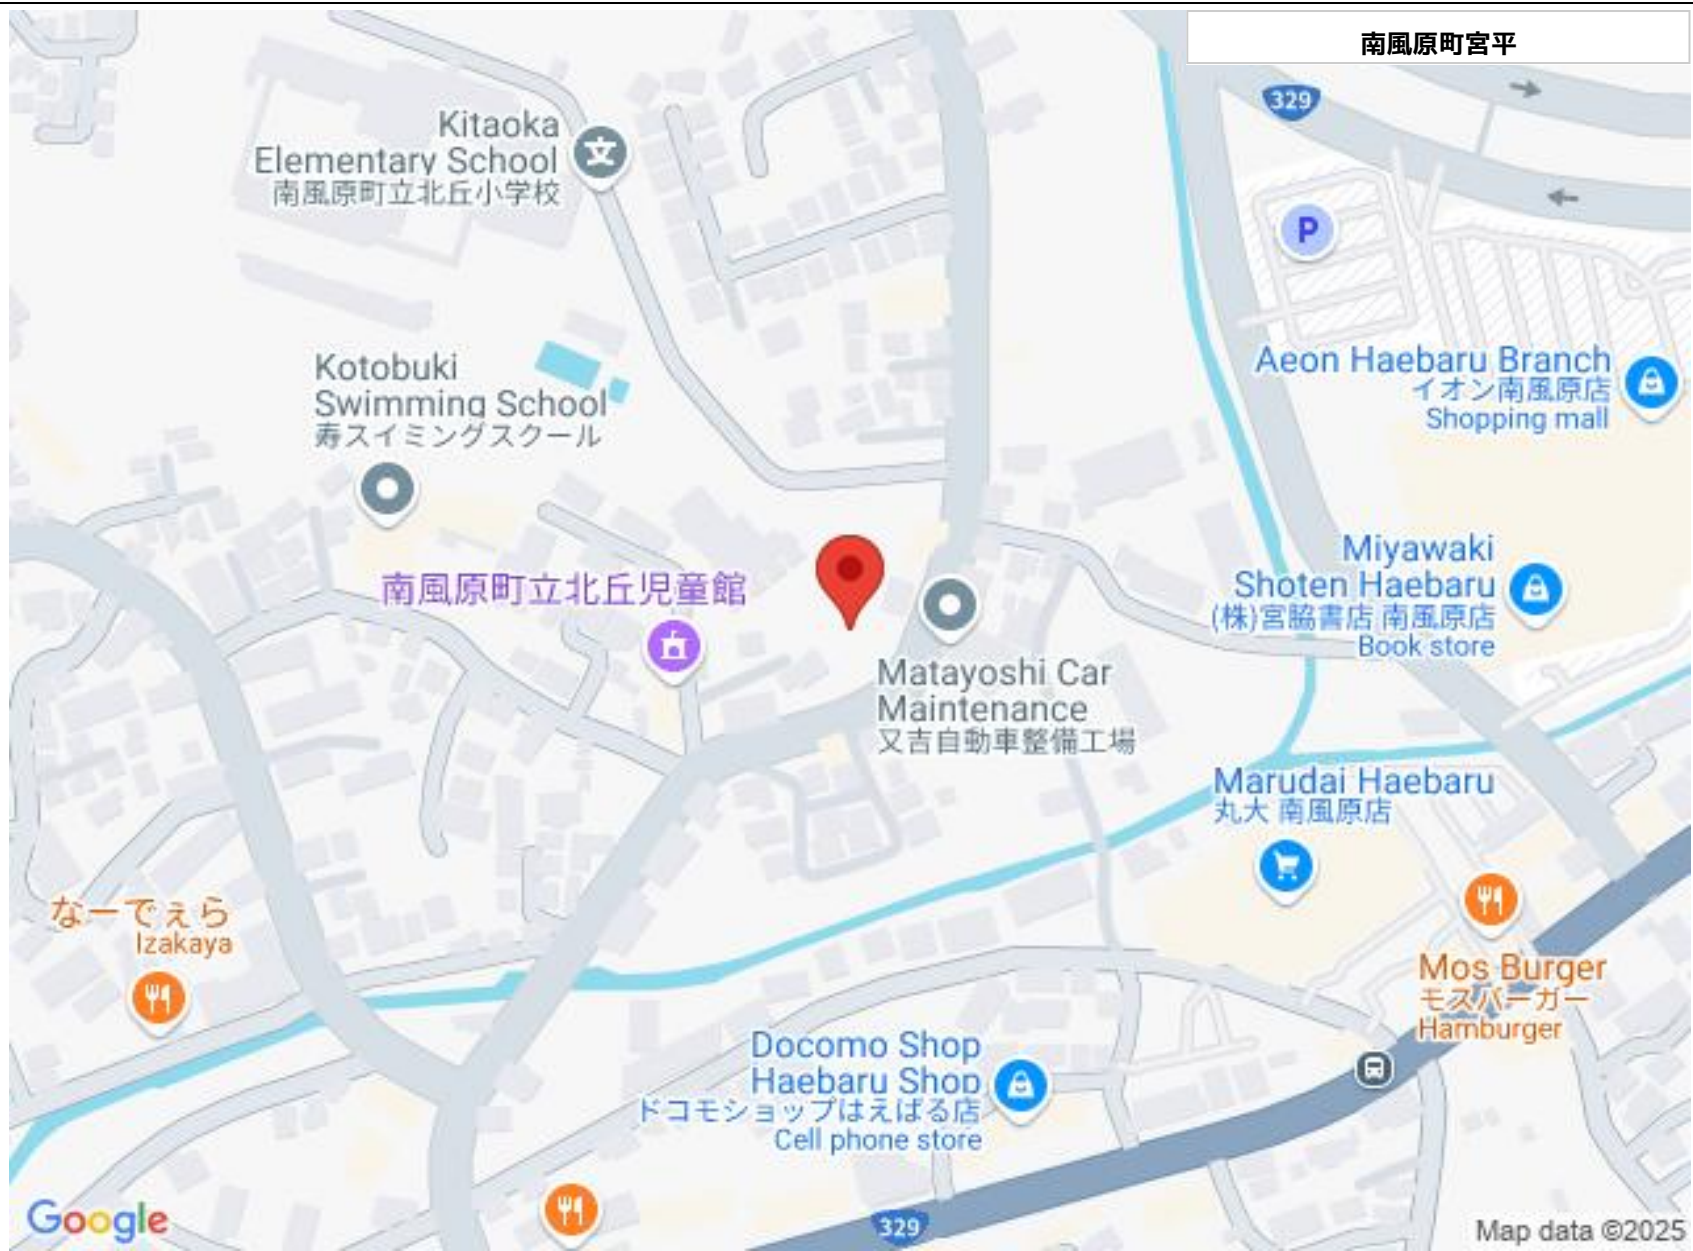 南風原町宮平
329
Kitaoka
Elementary School
南風原町立北丘小学校
P
Kotobuki
Swimming School
寿スイミングスクール
Aeon Haebaru Branch
イオン南風原店
Shopping mall
南風原町立北丘児童館
Miyawaki
Shoten Haebaru
(株)宮脇書店 南風原店
Book store
Matayoshi Car
Maintenance
又吉自動車整備工場
Marudai Haebaru
丸大 南風原店
なーでぇら
Izakaya
Mos Burger
モスバーガー
Hamburger
Docomo Shop
Haebaru Shop
ドコモショップはえばる店
Cell phone store
329
Google
Map data ©2025